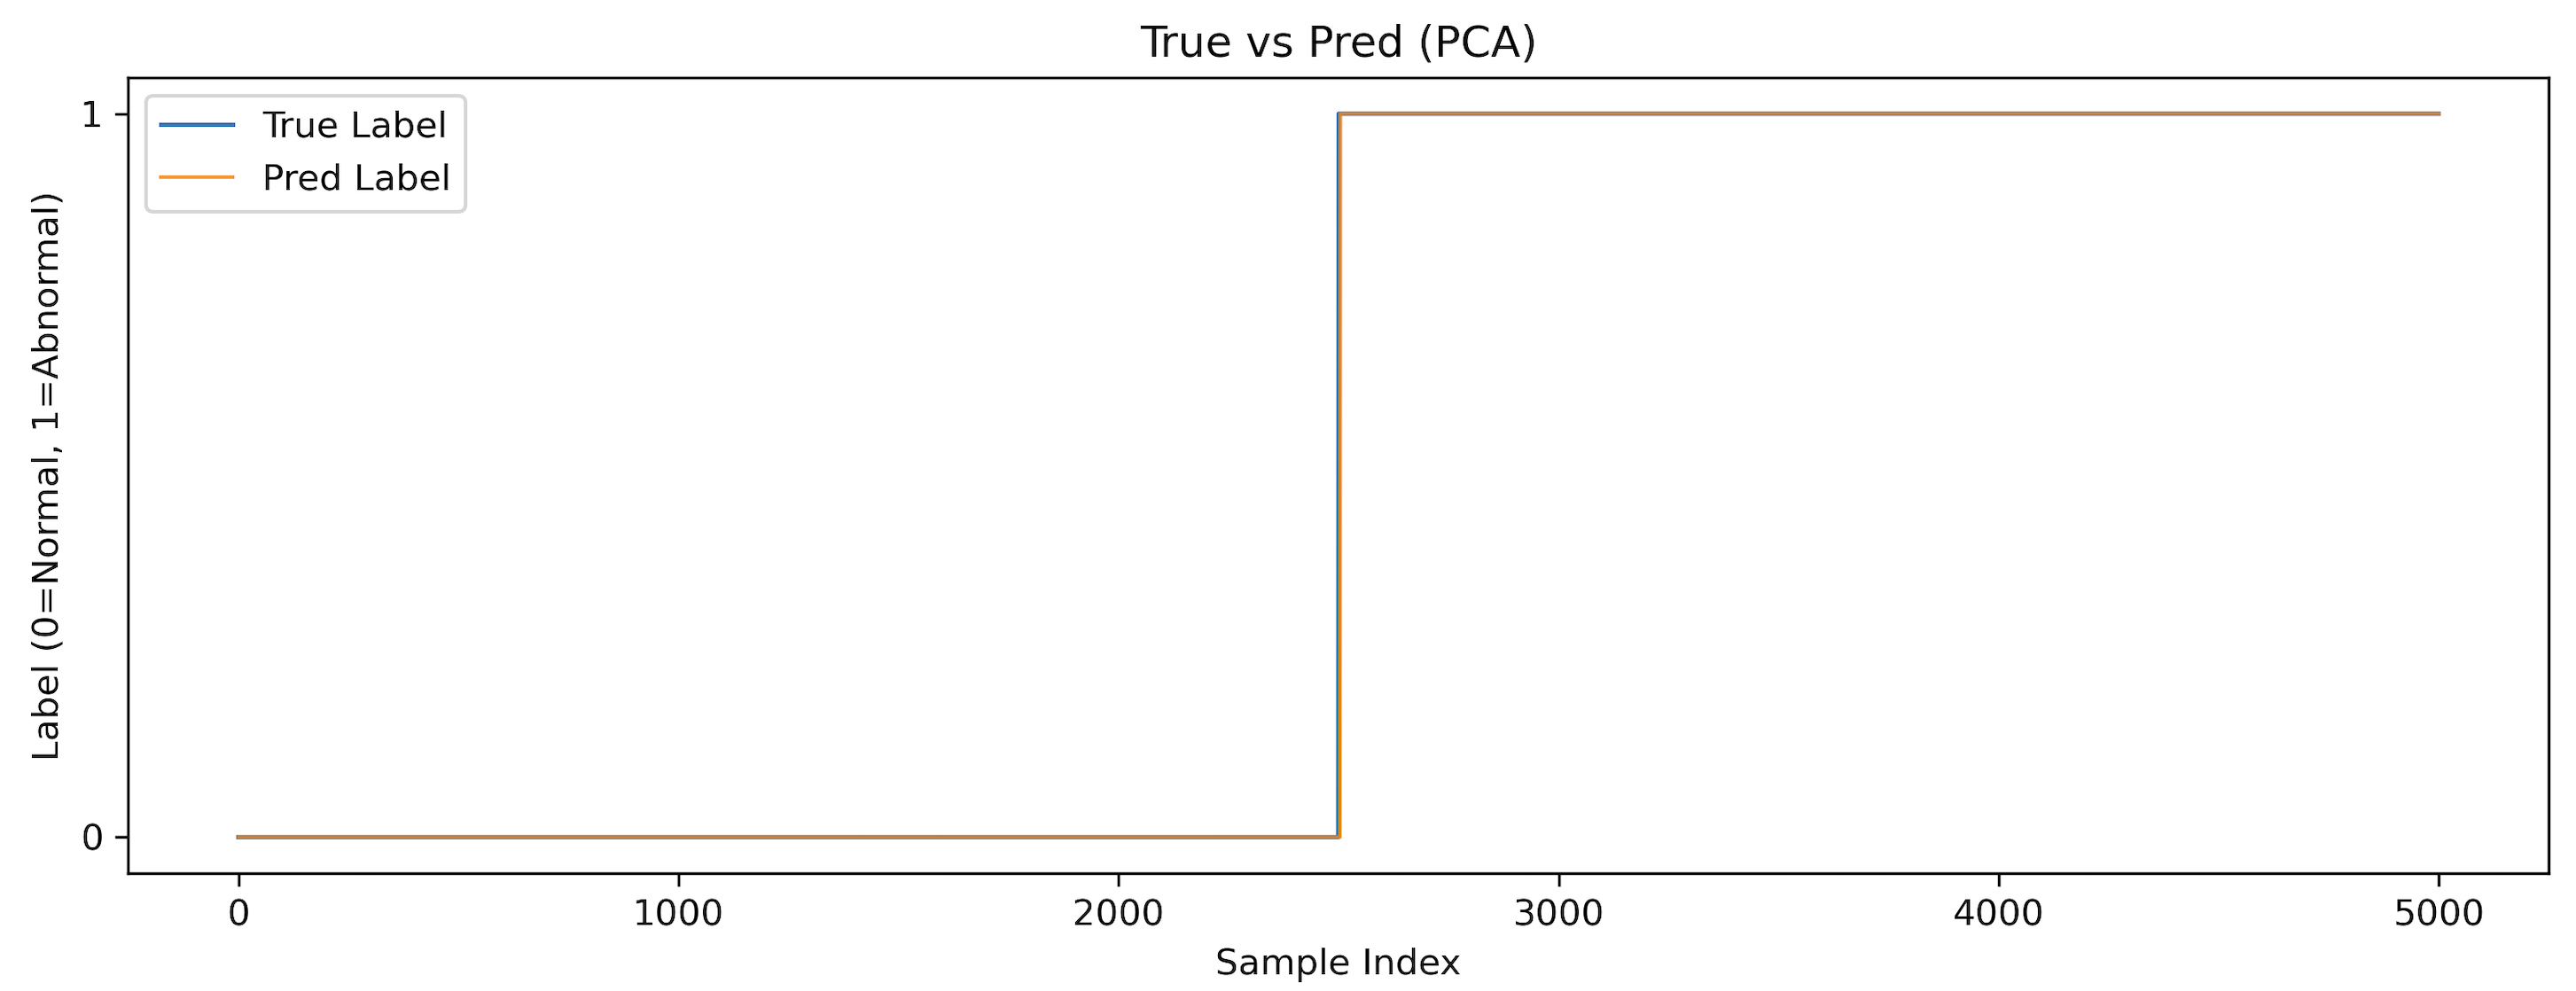 True vs Pred (PCA)
True Label
Pred Label
Label (0=Normal, 1=Abnormal)
1
0
0 1000 2000 3000 4000 5000
Sample Index